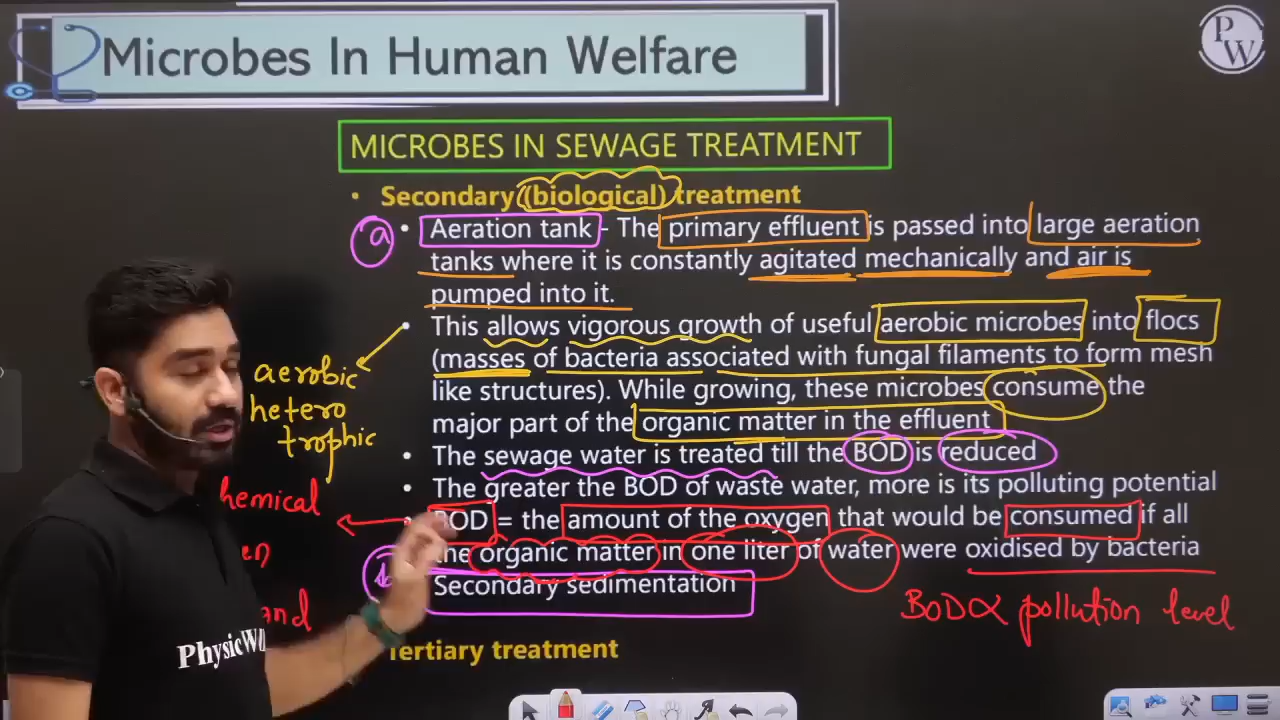 Microbes In Human Welfare
P
W
MICROBES IN SEWAGE TREATMENT
• Secondary (biological) treatment
a
• Aeration tank - The primary effluent is passed into large aeration
tanks where it is constantly agitated mechanically and air is
pumped into it.
• This allows vigorous growth of useful aerobic microbes into flocs
(masses of bacteria associated with fungal filaments to form mesh
like structures). While growing, these microbes consume the
major part of the organic matter in the effluent
aerobic
hetero
trophic
• The sewage water is treated till the BOD is reduced
• The greater the BOD of waste water, more is its polluting potential
• BOD = the amount of the oxygen that would be consumed if all
the organic matter in one liter of water were oxidised by bacteria
hemical
en
and
b
Secondary sedimentation
BOD ∝ pollution level
Tertiary treatment
PhysicsW